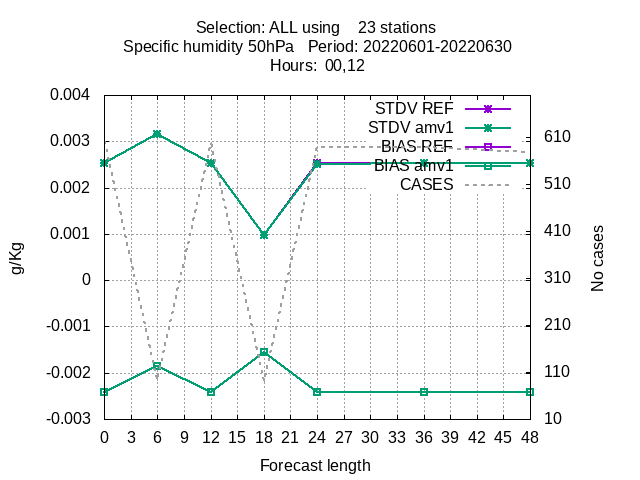 Selection: ALL using    23 stations
Specific humidity 50hPa   Period: 20220601-20220630
Hours: 00,12
0.004
0.003
0.002
0.001
0
-0.001
-0.002
-0.003
g/Kg
STDV REF
STDV amv1
BIAS REF
BIAS amv1
CASES
610
510
410
310
210
110
10
No cases
0 3 6 9 12 15 18 21 24 27 30 33 36 39 42 45 48
Forecast length